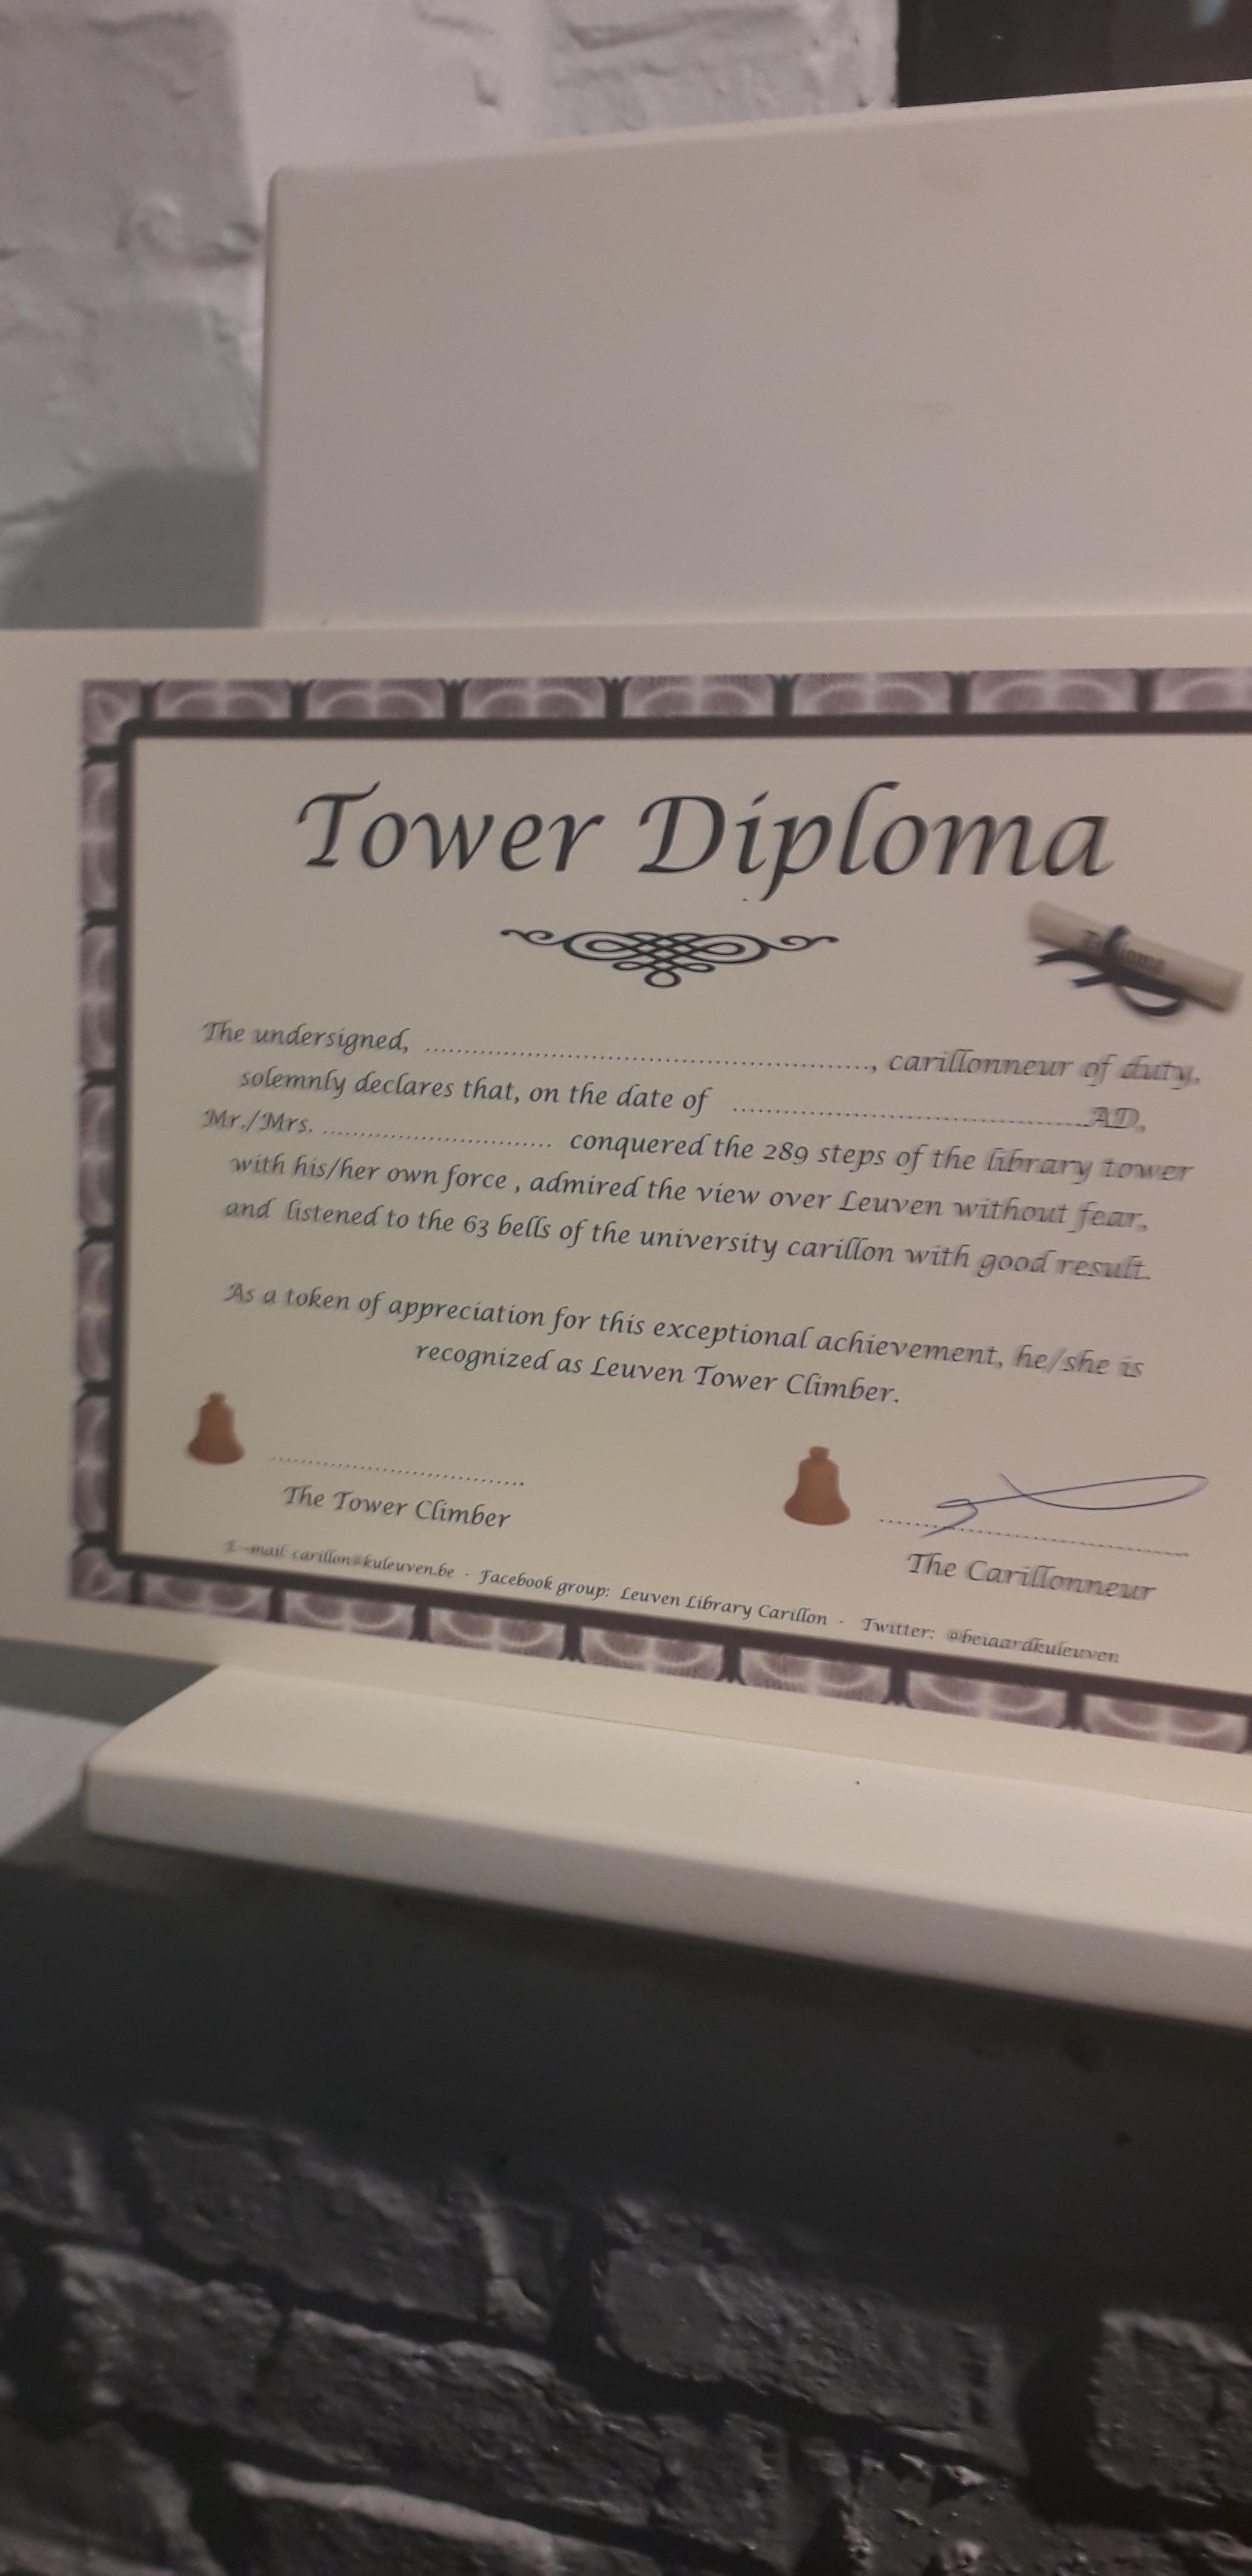 Tower Diploma
Diploma
The undersigned, ............................................................, carillonneur of duty,
solemnly declares that, on the date of ................................................AD,
Mr./Mrs. ............................... conquered the 289 steps of the library tower
with his/her own force , admired the view over Leuven without fear,
and listened to the 63 bells of the university carillon with good result.
As a token of appreciation for this exceptional achievement, he/she is
recognized as Leuven Tower Climber.
The Tower Climber
The Carillonneur
E-mail carillon@kuleuven.be - Facebook group: Leuven Library Carillon - Twitter: @beiaardkuleuven